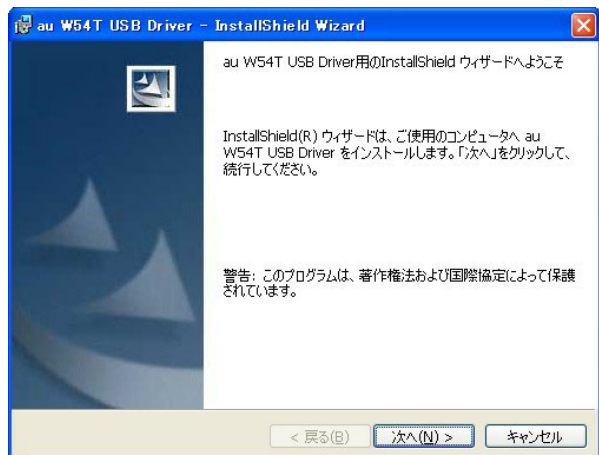 au W54T USB Driver - InstallShield Wizard
au W54T USB Driver用のInstallShield ウィザードへようこそ
InstallShield(R) ウィザードは、ご使用のコンピュータへ au
W54T USB Driver をインストールします。「次へ」をクリックして、
続行してください。
警告: このプログラムは、著作権法および国際協定によって保護
されています。
< 戻る(B)
次へ(N) >
キャンセル